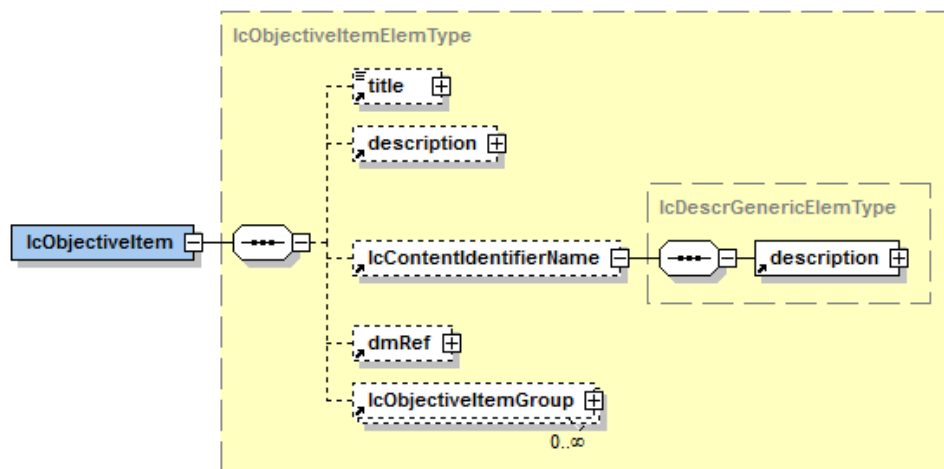 lcObjectiveItemElemType
title
description
lcDescrGenericElemType
lcObjectiveItem
lcContentIdentifierName
description
dmRef
lcObjectiveItemGroup
0..∞